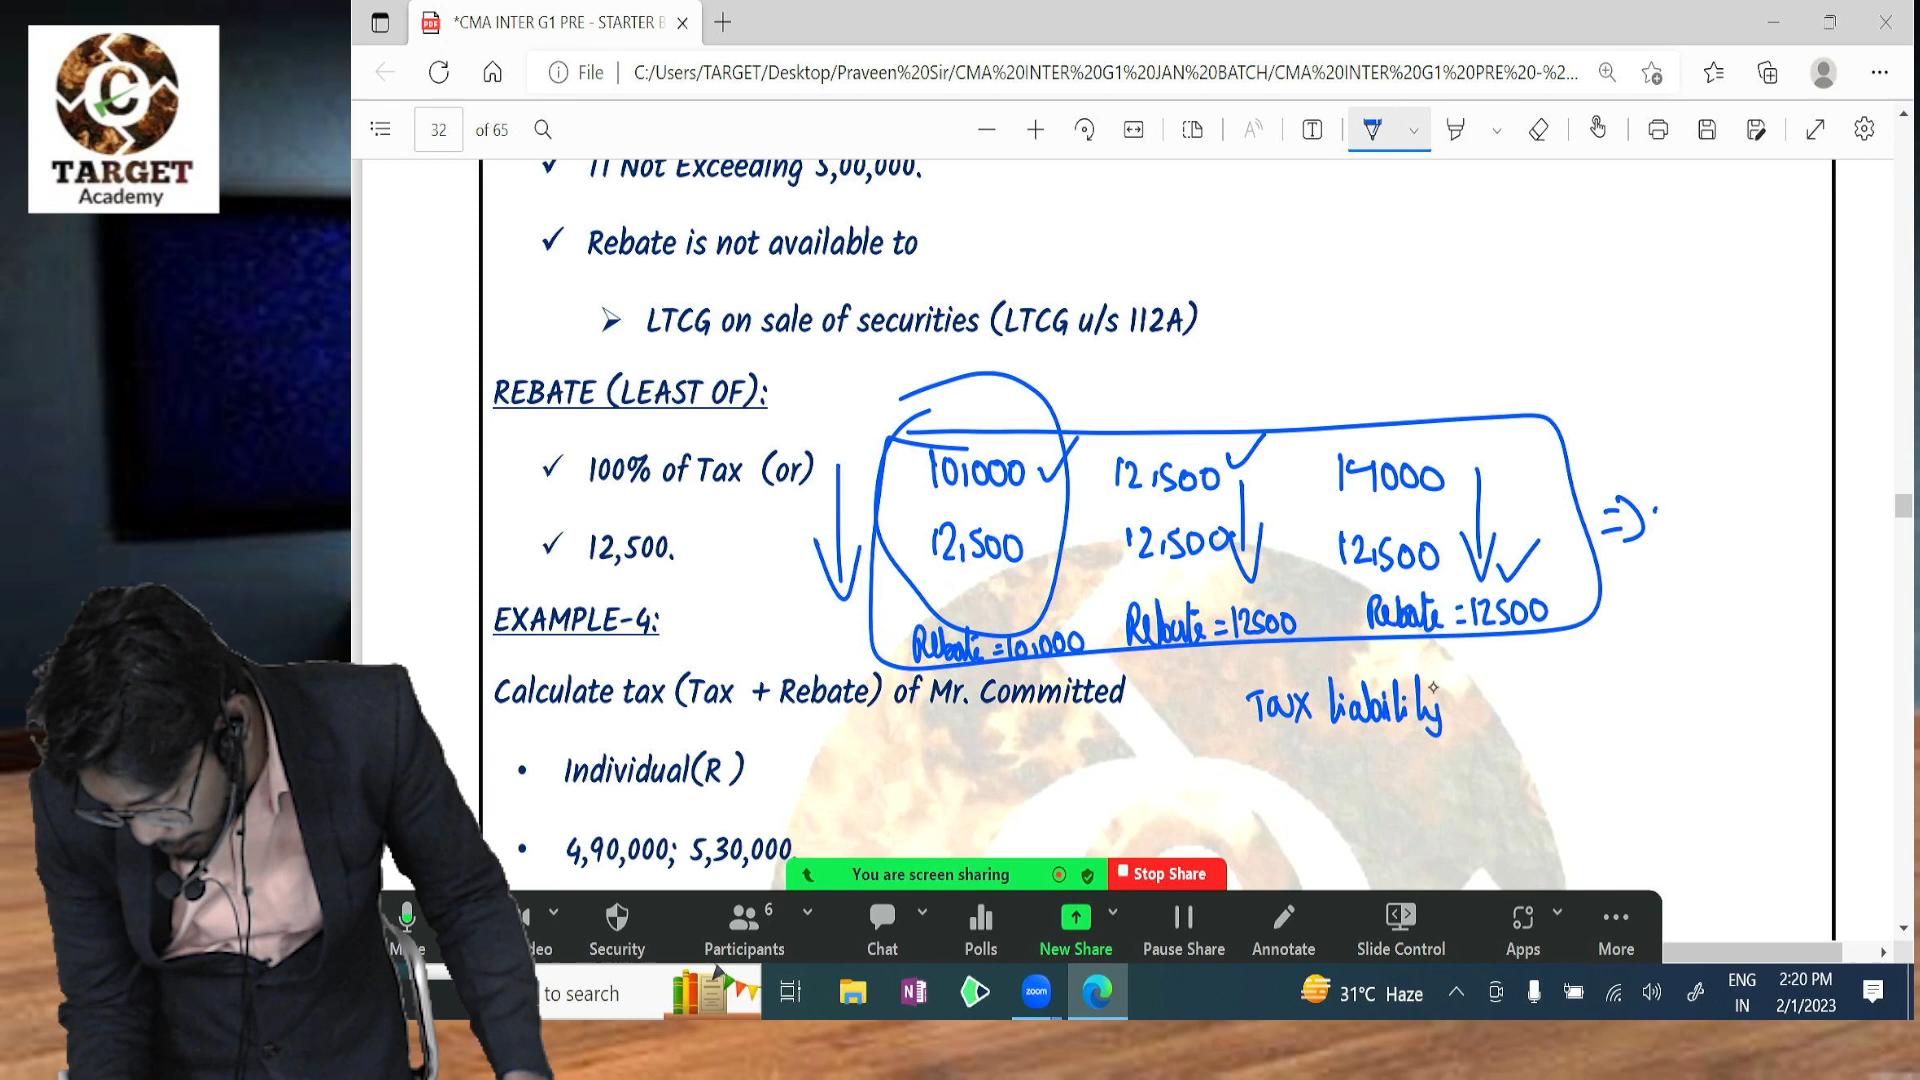 *CMA INTER G1 PRE - STARTER B
File C:/Users/TARGET/Desktop/Praveen%20Sir/CMA%20INTER%20G1%20JAN%20BATCH/CMA%20INTER%20G1%20PRE%20-%2...
32 of 65
C
TARGET
Academy
TI Not Exceeding 5,00,000.
Rebate is not available to
LTCG on sale of securities (LTCG u/s 112A)
REBATE (LEAST OF):
100% of Tax (or) 10,000 12,500 14000
12,500. 12,500 12,500 12,500
Rebate = 10,000 Rebate = 12500 Rebate = 12500
EXAMPLE-4:
Calculate tax (Tax + Rebate) of Mr. Committed
Tax liability
Individual(R )
4,90,000; 5,30,000
You are screen sharing Stop Share
6
Security Participants Chat Polls New Share Pause Share Annotate Slide Control Apps More
to search zoom 31°C Haze ENG 2:20 PM
IN 2/1/2023